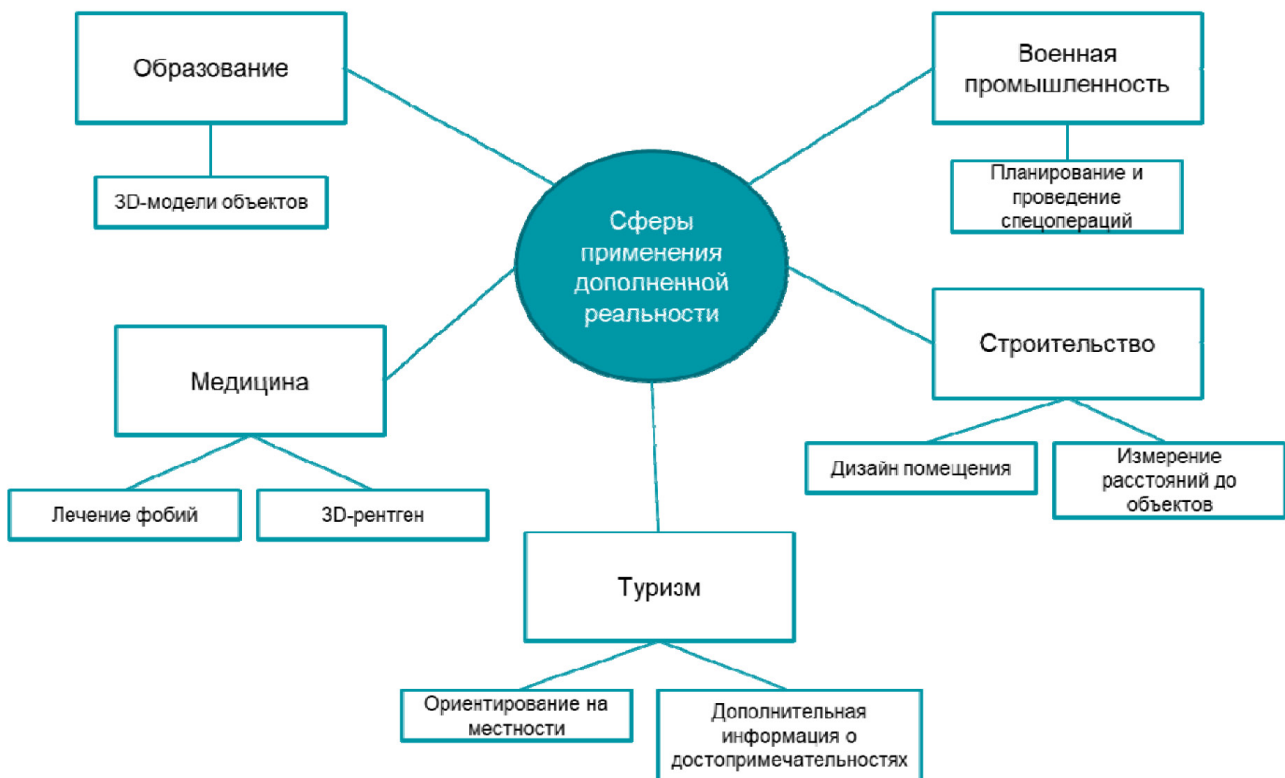 Образование
3D-модели объектов
Военная
промышленность
Планирование и
проведение
спецопераций
Сферы
применения
дополненной
реальности
Медицина
Лечение фобий
3D-рентген
Строительство
Дизайн помещения
Измерение
расстояний до
объектов
Туризм
Ориентирование на
местности
Дополнительная
информация о
достопримечательностях